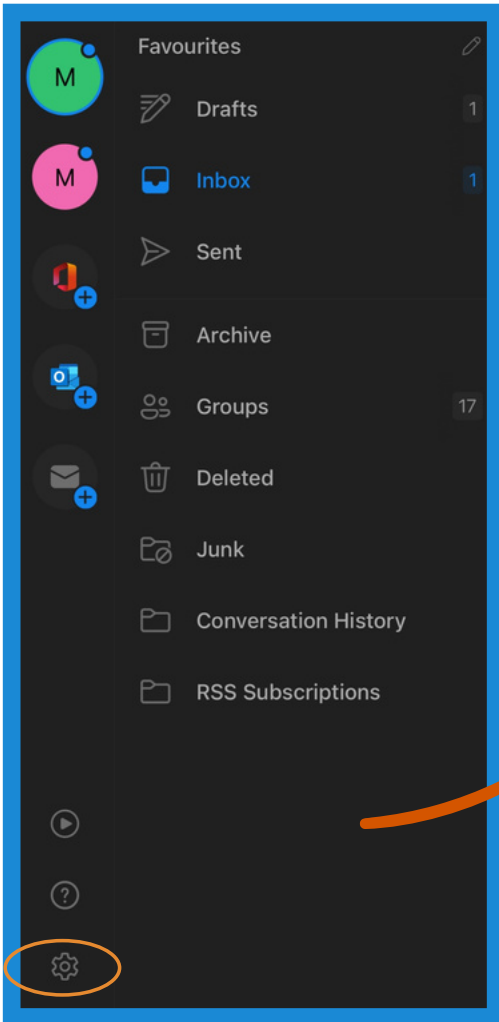 M
Favourites
Drafts
1
M
Inbox
1
Sent
Archive
Groups
17
Deleted
Junk
Conversation History
RSS Subscriptions